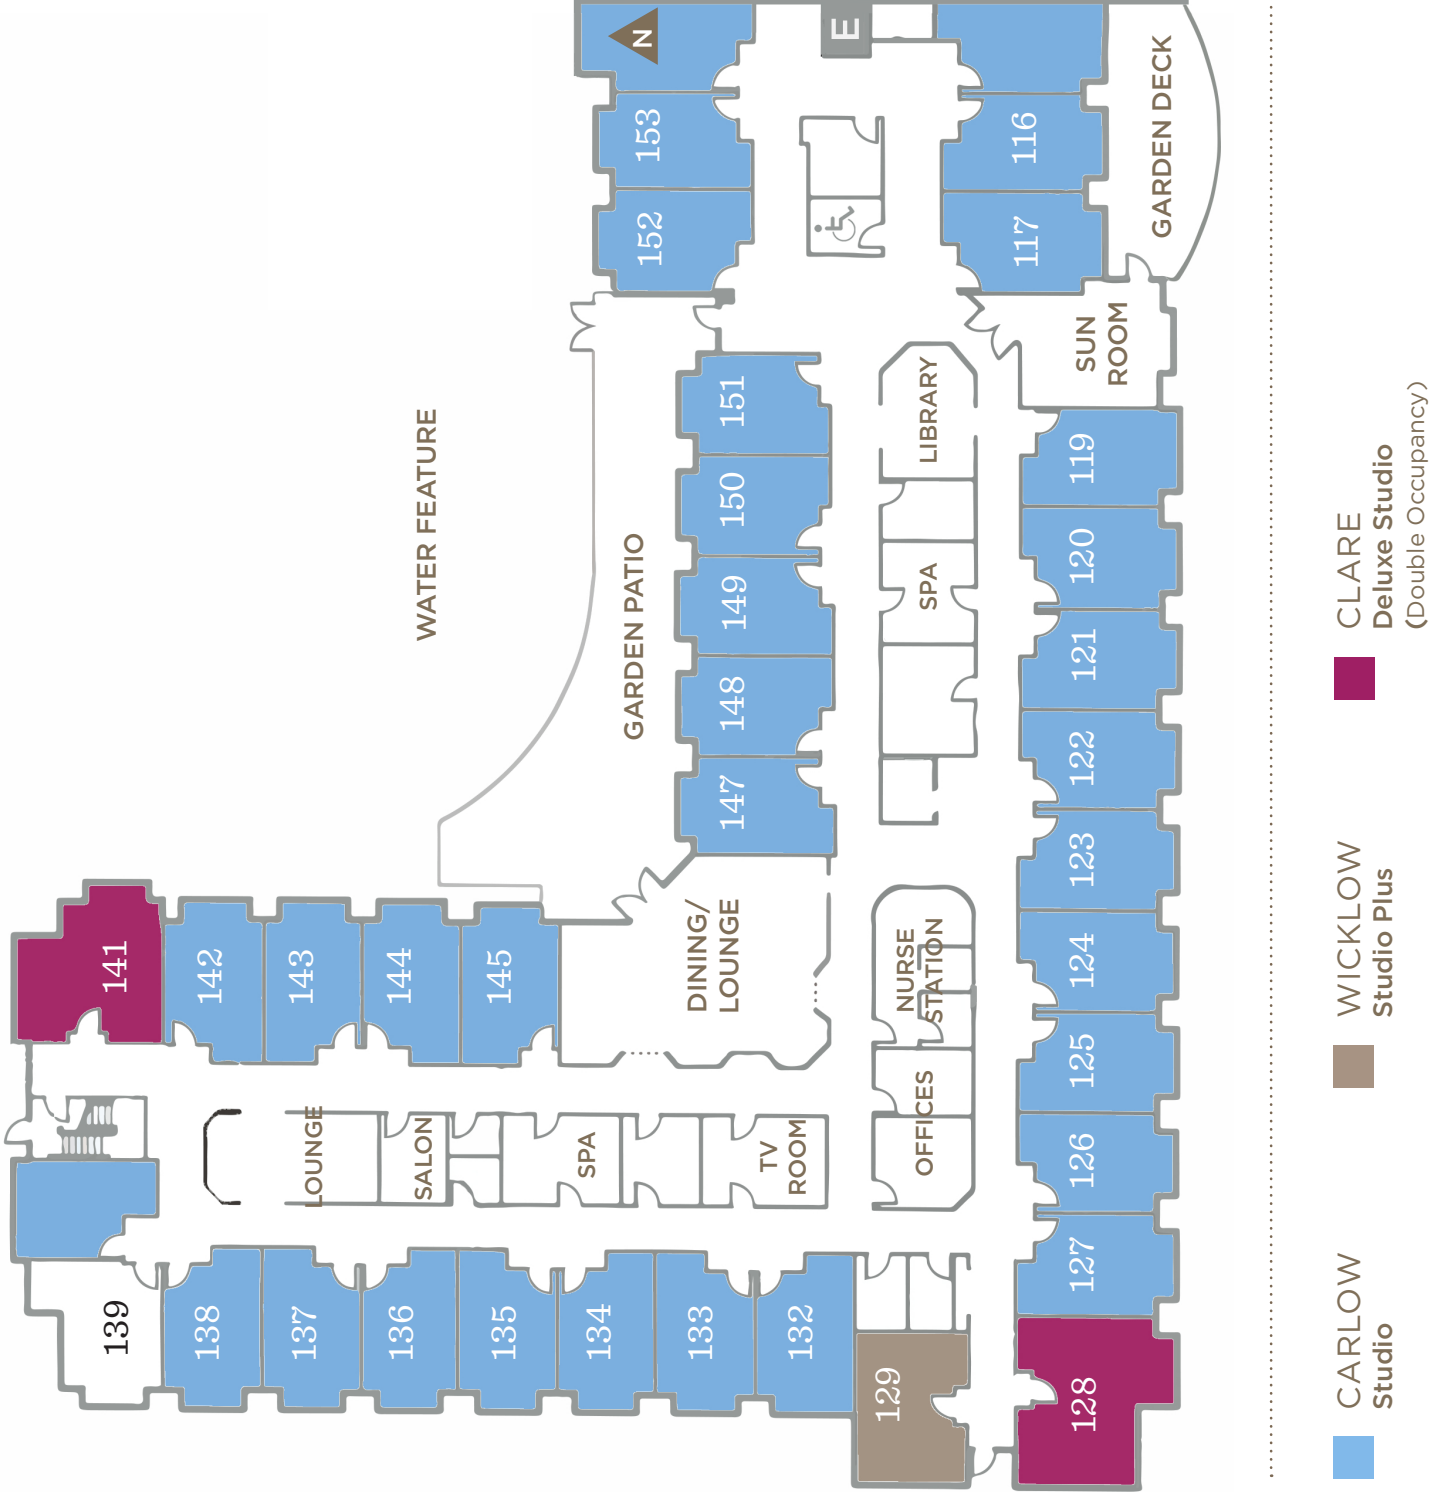 N
E
153
152
116
117
GARDEN DECK
SUN
ROOM
WATER FEATURE
GARDEN PATIO
151
150
149
148
147
LIBRARY
SPA
119
120
121
122
123
124
125
126
127
128
141
142
143
144
145
DINING/
LOUNGE
NURSE
STATION
OFFICES
LOUNGE
SALON
SPA
TV
ROOM
139
138
137
136
135
134
133
132
129
CARLOW
Studio
WICKLOW
Studio Plus
CLARE
Deluxe Studio
(Double Occupancy)